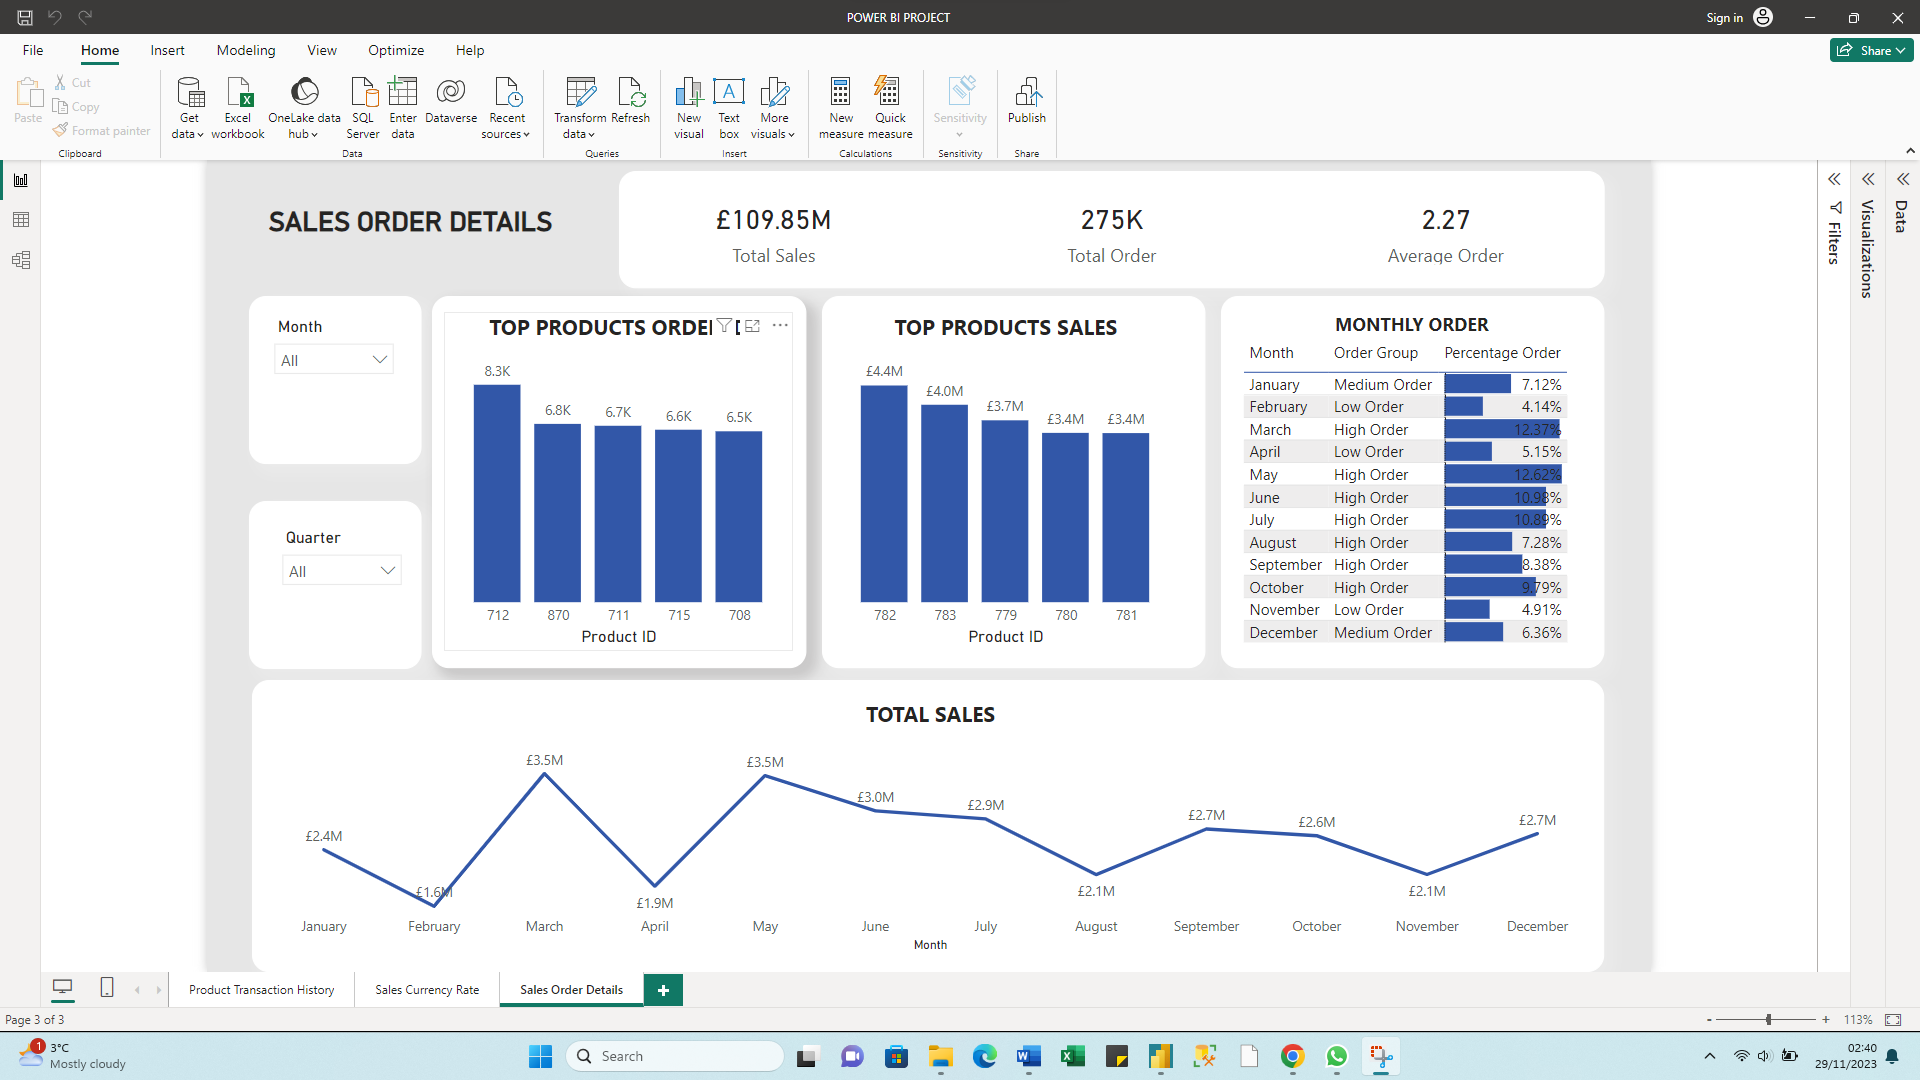 POWER BI PROJECT
Sign in
File Home Insert Modeling View Optimize Help
Share
Paste
Cut
Copy
Format painter
Clipboard
Get data
Excel workbook
OneLake data hub
SQL Server
Enter data
Dataverse
Recent sources
Data
Transform data
Refresh
Queries
New visual
A
Text box
More visuals
Insert
New measure
Quick measure
Calculations
Sensitivity
Sensitivity
Publish
Share
SALES ORDER DETAILS
£109.85M 275K 2.27
Total Sales Total Order Average Order
Filters
Visualizations
Data
Month
All
Quarter
All
TOP PRODUCTS
8.3K
6.8K
6.7K
6.6K
6.5K
712 870 711 715 708
Product ID
TOP PRODUCTS SALES
£4.4M
£4.0M
£3.7M
£3.4M
£3.4M
782 783 779 780 781
Product ID
MONTHLY ORDER
Month Order Group Percentage Order
January Medium Order 7.12%
February Low Order 4.14%
March High Order 12.37%
April Low Order 5.15%
May High Order 12.62%
June High Order 10.98%
July High Order 10.89%
August High Order 7.28%
September High Order 8.38%
October High Order 9.79%
November Low Order 4.91%
December Medium Order 6.36%
TOTAL SALES
£2.4M
£1.6M
£3.5M
£1.9M
£3.5M
£3.0M
£2.9M
£2.1M
£2.7M
£2.6M
£2.1M
£2.7M
January February March April May June July August September October November December
Month
Product Transaction History Sales Currency Rate Sales Order Details
Page 3 of 3
- + 113%
1
3°C
Mostly cloudy
Search
02:40
29/11/2023